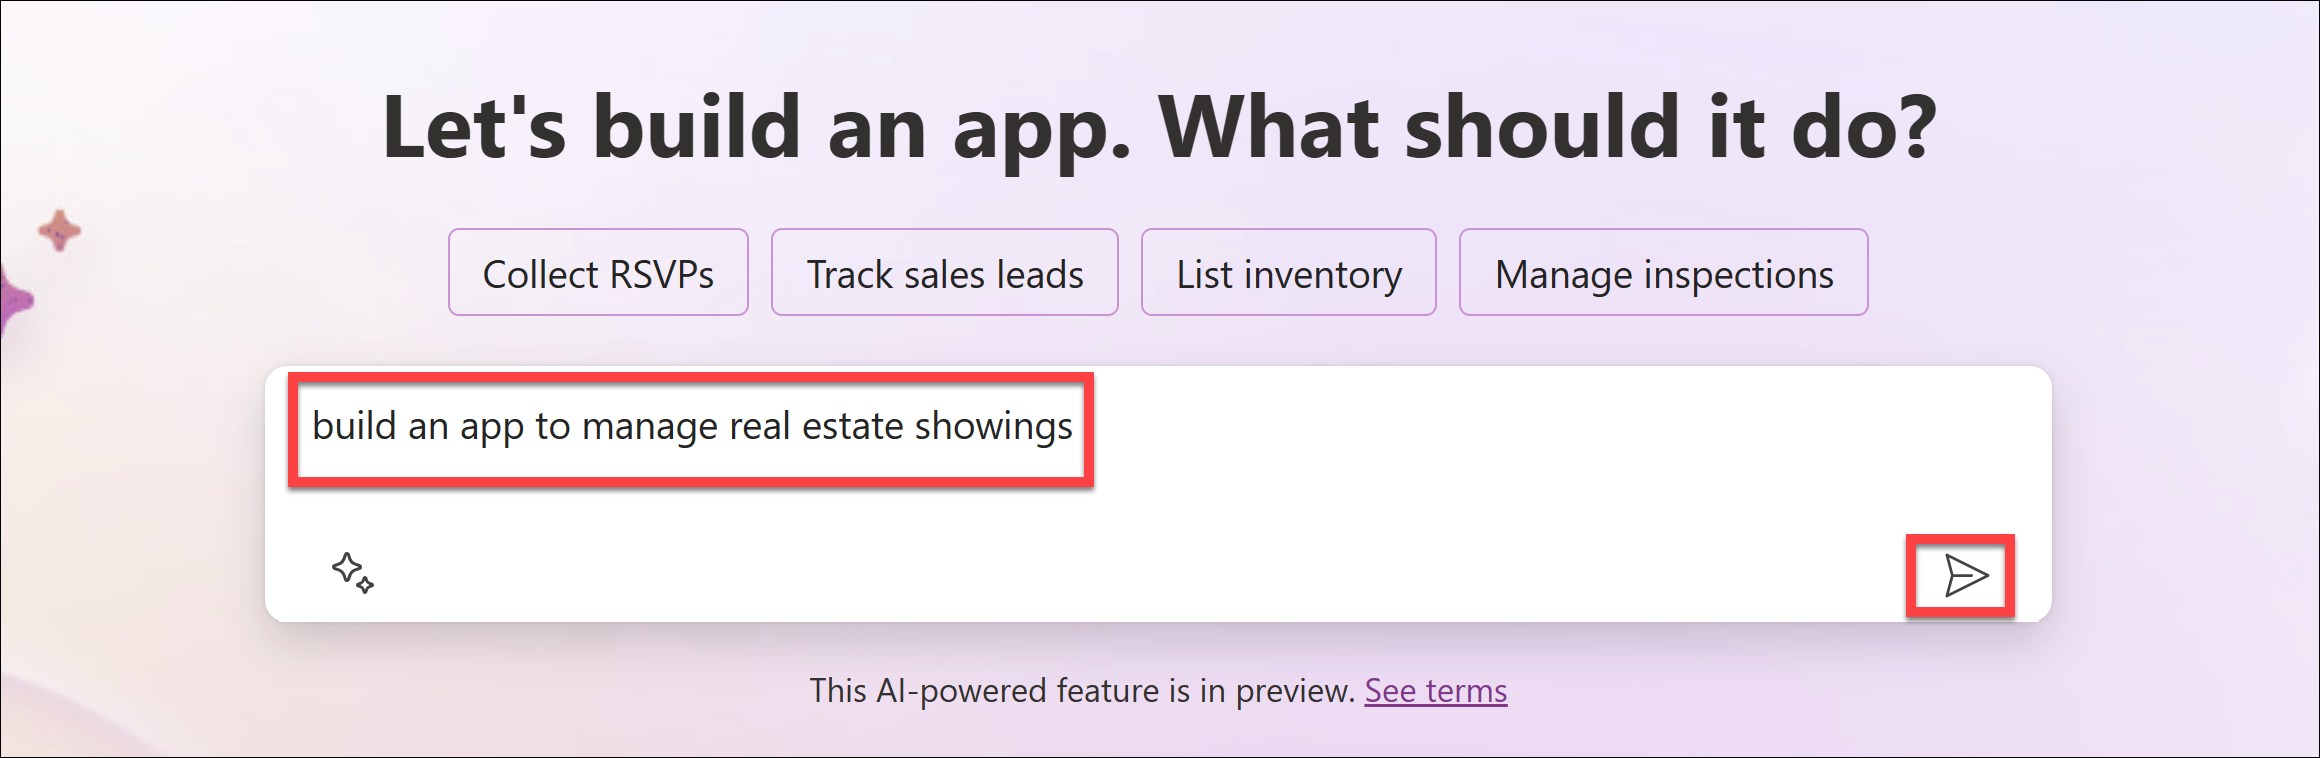 Let's build an app. What should it do?
Collect RSVPs Track sales leads List inventory Manage inspections
build an app to manage real estate showings
This AI-powered feature is in preview. See terms